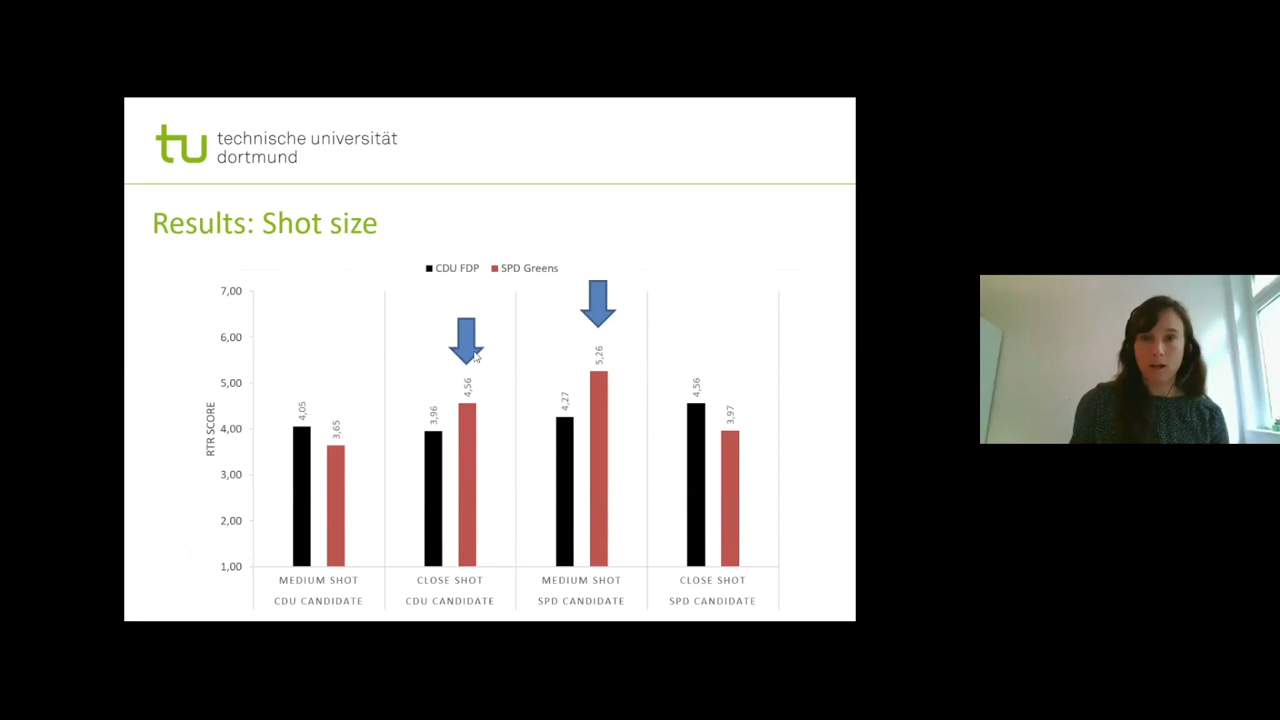 tu technische universität
dortmund
Results: Shot size
CDU FDP SPD Greens
7,00
6,00
5,00
4,00
3,00
2,00
1,00
RTR SCORE
4,05
3,65
3,96
4,56
4,27
5,26
4,56
3,97
MEDIUM SHOT CLOSE SHOT MEDIUM SHOT CLOSE SHOT
CDU CANDIDATE CDU CANDIDATE SPD CANDIDATE SPD CANDIDATE